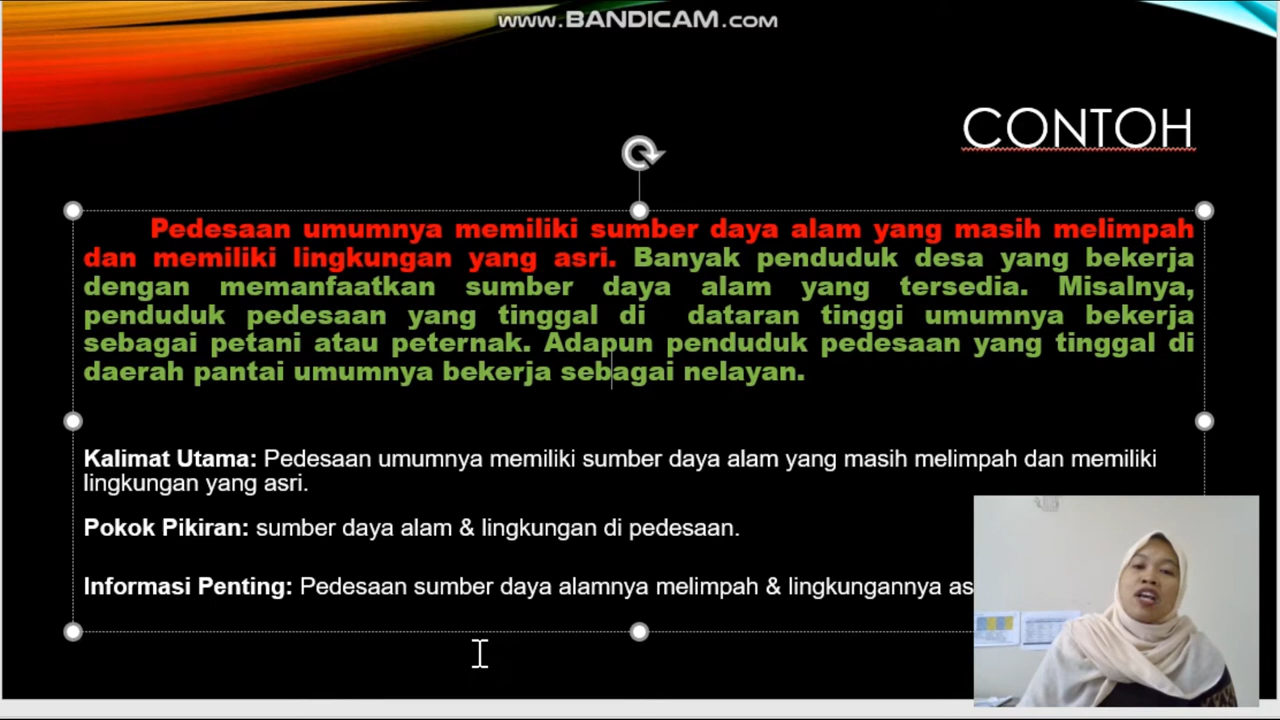 www.BANDICAM.com
CONTOH
Pedesaan umumnya memiliki sumber daya alam yang masih melimpah
dan memiliki lingkungan yang asri. Banyak penduduk desa yang bekerja
dengan memanfaatkan sumber daya alam yang tersedia. Misalnya,
penduduk pedesaan yang tinggal di dataran tinggi umumnya bekerja
sebagai petani atau peternak. Adapun penduduk pedesaan yang tinggal di
daerah pantai umumnya bekerja sebagai nelayan.
Kalimat Utama: Pedesaan umumnya memiliki sumber daya alam yang masih melimpah dan memiliki
lingkungan yang asri.
Pokok Pikiran: sumber daya alam & lingkungan di pedesaan.
Informasi Penting: Pedesaan sumber daya alamnya melimpah & lingkungannya